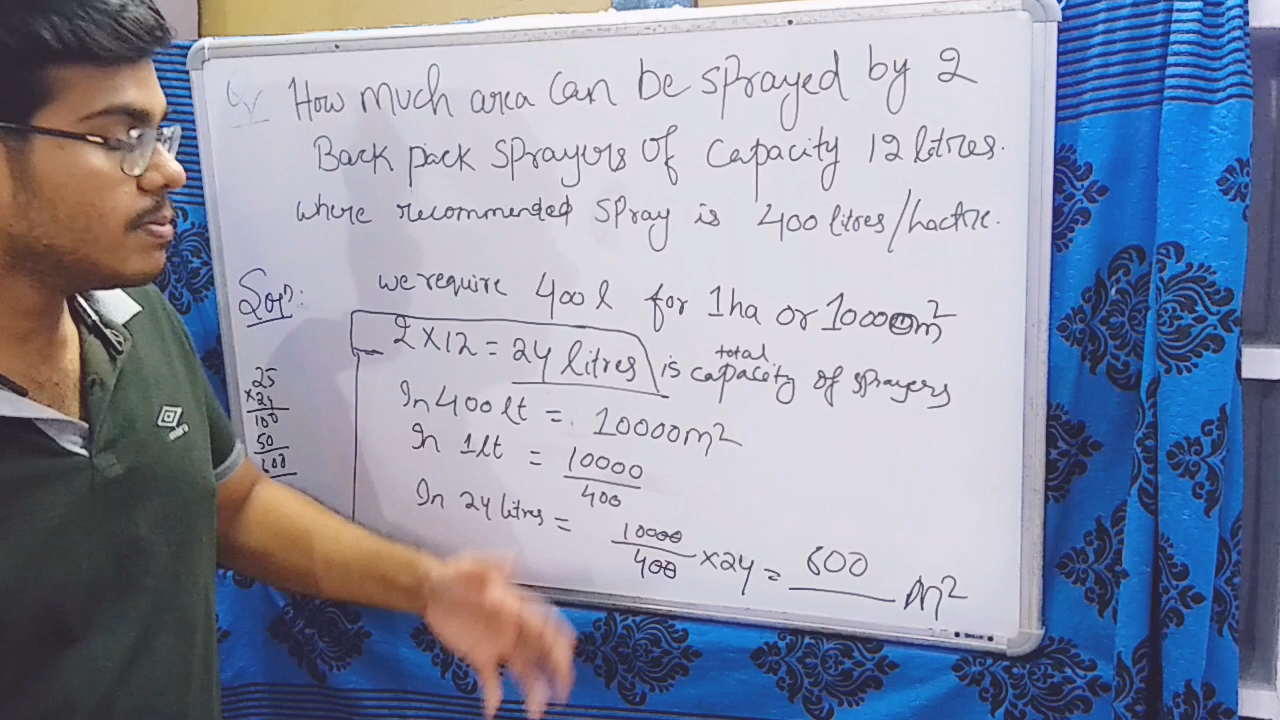 Q/ How much area can be sprayed by 2
Back pack sprayers of capacity 12 litres.
where recommended spray is 400 litres/hactre.
Solⁿ:
we require 400 l for 1ha or 10000m²
2 × 12 = 24 litres is total capacity of sprayers
In 400 lt = 10000m²
In 1 lt = 10000/400
In 24 litres = 10000/400 × 24 = 600 m²
25
×24
100
50